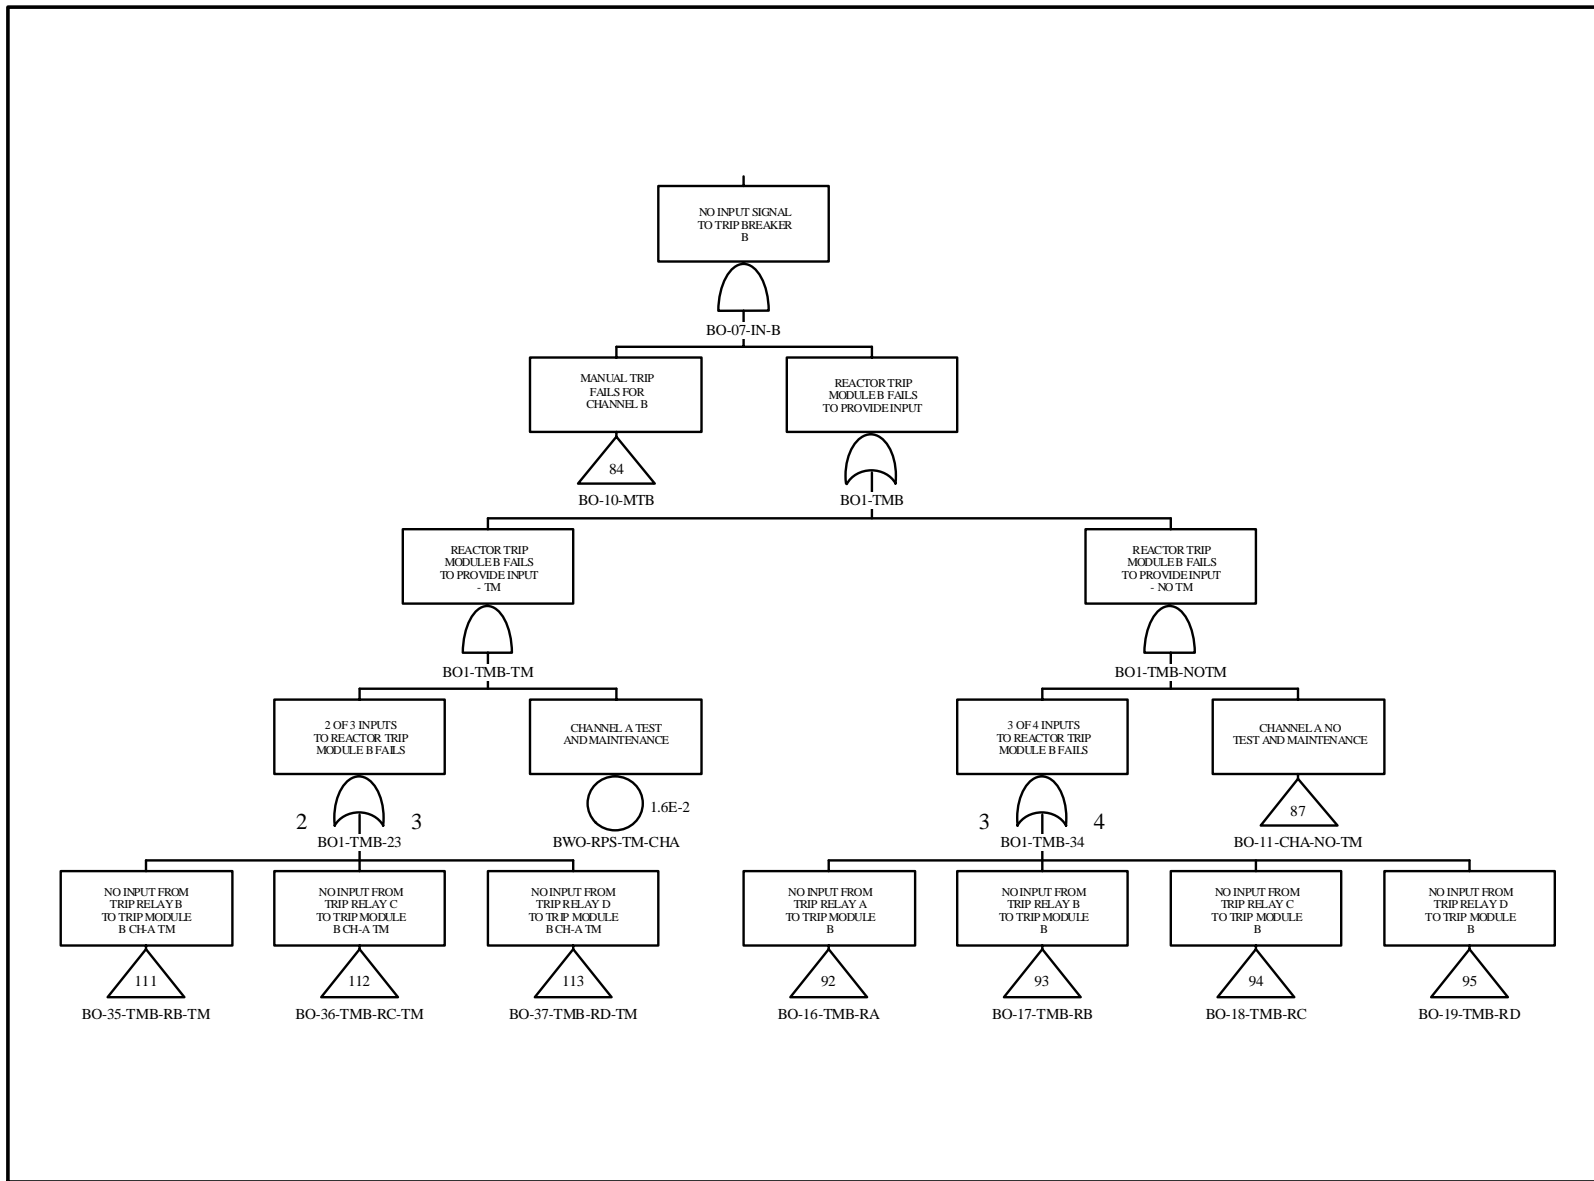 NO INPUT SIGNAL
TO TRIP BREAKER
B
BO-07-IN-B
MANUAL TRIP
FAILS FOR
CHANNEL B
84
BO-10-MTB
REACTOR TRIP
MODULE B FAILS
TO PROVIDE INPUT
BO1-TMB
REACTOR TRIP
MODULE B FAILS
TO PROVIDE INPUT
- TM
BO1-TMB-TM
REACTOR TRIP
MODULE B FAILS
TO PROVIDE INPUT
- NO TM
BO1-TMB-NOTM
2 OF 3 INPUTS
TO REACTOR TRIP
MODULE B FAILS
2 3
BO1-TMB-23
CHANNEL A TEST
AND MAINTENANCE
1.6E-2
BWO-RPS-TM-CHA
3 OF 4 INPUTS
TO REACTOR TRIP
MODULE B FAILS
3 4
BO1-TMB-34
CHANNEL A NO
TEST AND MAINTENANCE
87
BO-11-CHA-NO-TM
NO INPUT FROM
TRIP RELAY B
TO TRIP MODULE
B CH-A TM
111
BO-35-TMB-RB-TM
NO INPUT FROM
TRIP RELAY C
TO TRIP MODULE
B CH-A TM
112
BO-36-TMB-RC-TM
NO INPUT FROM
TRIP RELAY D
TO TRIP MODULE
B CH-A TM
113
BO-37-TMB-RD-TM
NO INPUT FROM
TRIP RELAY A
TO TRIP MODULE
B
92
BO-16-TMB-RA
NO INPUT FROM
TRIP RELAY B
TO TRIP MODULE
B
93
BO-17-TMB-RB
NO INPUT FROM
TRIP RELAY C
TO TRIP MODULE
B
94
BO-18-TMB-RC
NO INPUT FROM
TRIP RELAY D
TO TRIP MODULE
B
95
BO-19-TMB-RD